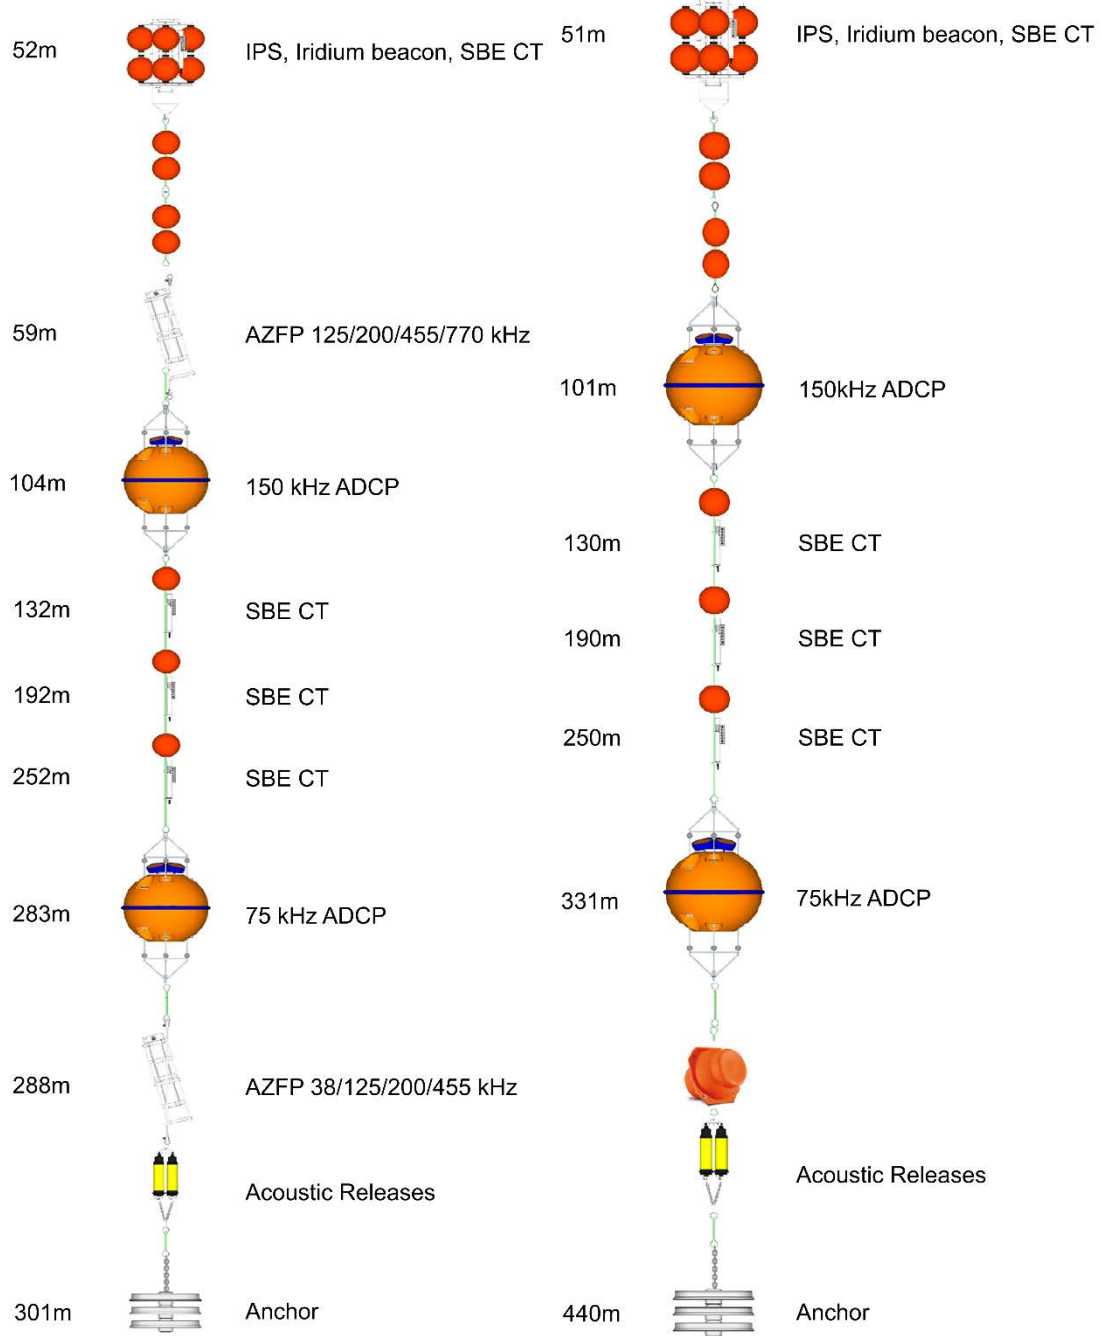 52m IPS, Iridium beacon, SBE CT
59m AZFP 125/200/455/770 kHz
104m 150 kHz ADCP
132m SBE CT
192m SBE CT
252m SBE CT
283m 75 kHz ADCP
288m AZFP 38/125/200/455 kHz
Acoustic Releases
301m Anchor
51m IPS, Iridium beacon, SBE CT
101m 150kHz ADCP
130m SBE CT
190m SBE CT
250m SBE CT
331m 75kHz ADCP
Acoustic Releases
440m Anchor